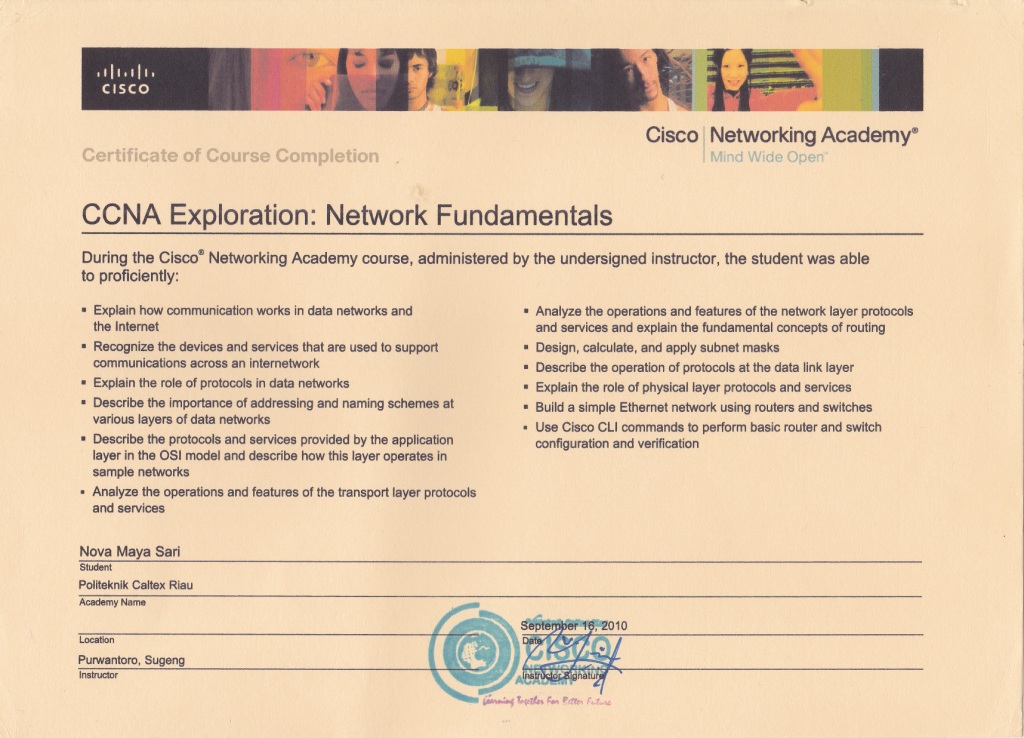 CISCO
Cisco Networking Academy®
Mind Wide Open™
Certificate of Course Completion
CCNA Exploration: Network Fundamentals
During the Cisco® Networking Academy course, administered by the undersigned instructor, the student was able
to proficiently:
▪ Explain how communication works in data networks and
the Internet
▪ Recognize the devices and services that are used to support
communications across an internetwork
▪ Explain the role of protocols in data networks
▪ Describe the importance of addressing and naming schemes at
various layers of data networks
▪ Describe the protocols and services provided by the application
layer in the OSI model and describe how this layer operates in
sample networks
▪ Analyze the operations and features of the transport layer protocols
and services
▪ Analyze the operations and features of the network layer protocols
and services and explain the fundamental concepts of routing
▪ Design, calculate, and apply subnet masks
▪ Describe the operation of protocols at the data link layer
▪ Explain the role of physical layer protocols and services
▪ Build a simple Ethernet network using routers and switches
▪ Use Cisco CLI commands to perform basic router and switch
configuration and verification
Nova Maya Sari
Student
Politeknik Caltex Riau
Academy Name
September 16, 2010
Location
Date
Purwantoro, Sugeng
Instructor
Instructor Signature
CISCO
NETWORKING
ACADEMY
Learning Together For Better Future